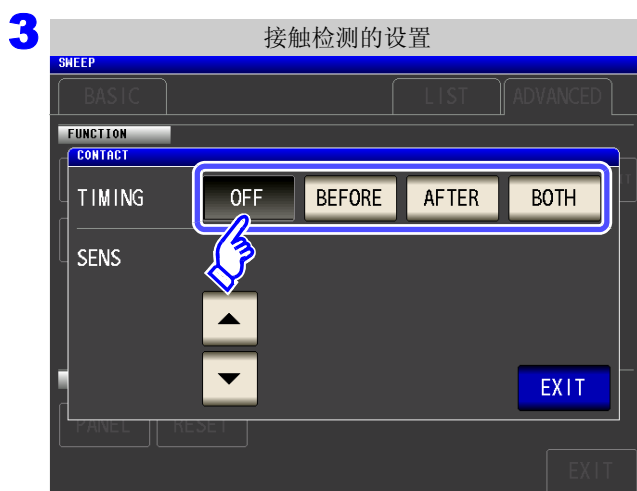 3
接触检测的设置
SWEEP
BASIC LIST ADVANCED
FUNCTION
CONTACT
TIMING OFF BEFORE AFTER BOTH
SENS
EXIT
PANEL RESET
EXIT